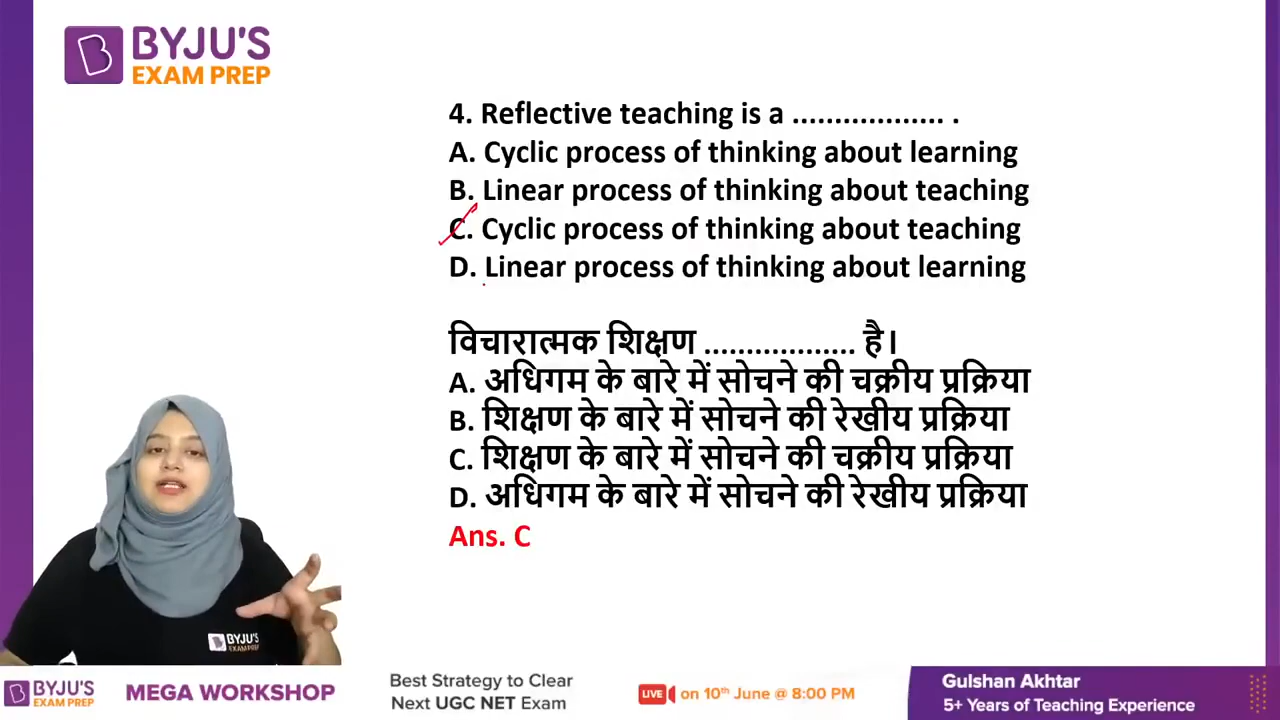 BYJU'S
EXAM PREP
4. Reflective teaching is a .................. .
A. Cyclic process of thinking about learning
B. Linear process of thinking about teaching
C. Cyclic process of thinking about teaching
D. Linear process of thinking about learning
विचारात्मक शिक्षण .................. है।
A. अधिगम के बारे में सोचने की चक्रीय प्रक्रिया
B. शिक्षण के बारे में सोचने की रेखीय प्रक्रिया
C. शिक्षण के बारे में सोचने की चक्रीय प्रक्रिया
D. अधिगम के बारे में सोचने की रेखीय प्रक्रिया
Ans. C
BYJU'S
EXAM PREP
BYJU'S
EXAM PREP
MEGA WORKSHOP
Best Strategy to Clear
Next UGC NET Exam
LIVE on 10th June @ 8:00 PM
Gulshan Akhtar
5+ Years of Teaching Experience